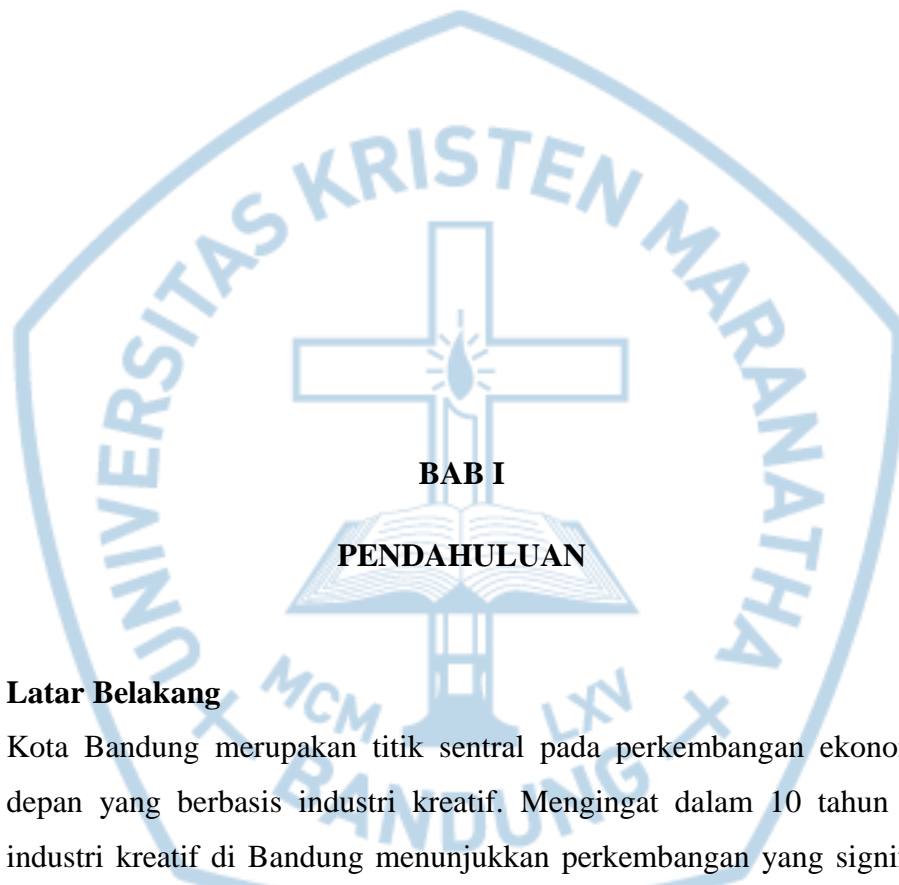 UNIVERSITAS KRISTEN MARANATHA
BAB I
PENDAHULUAN
MCM LXV
BANDUNG
Latar Belakang
Kota Bandung merupakan titik sentral pada perkembangan
depan yang berbasis industri kreatif. Mengingat dalam 10 tahun
industri kreatif di Bandung menunjukkan perkembangan yang